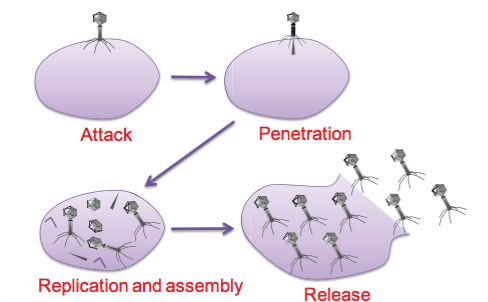 Attack
Penetration
Replication and assembly
Release